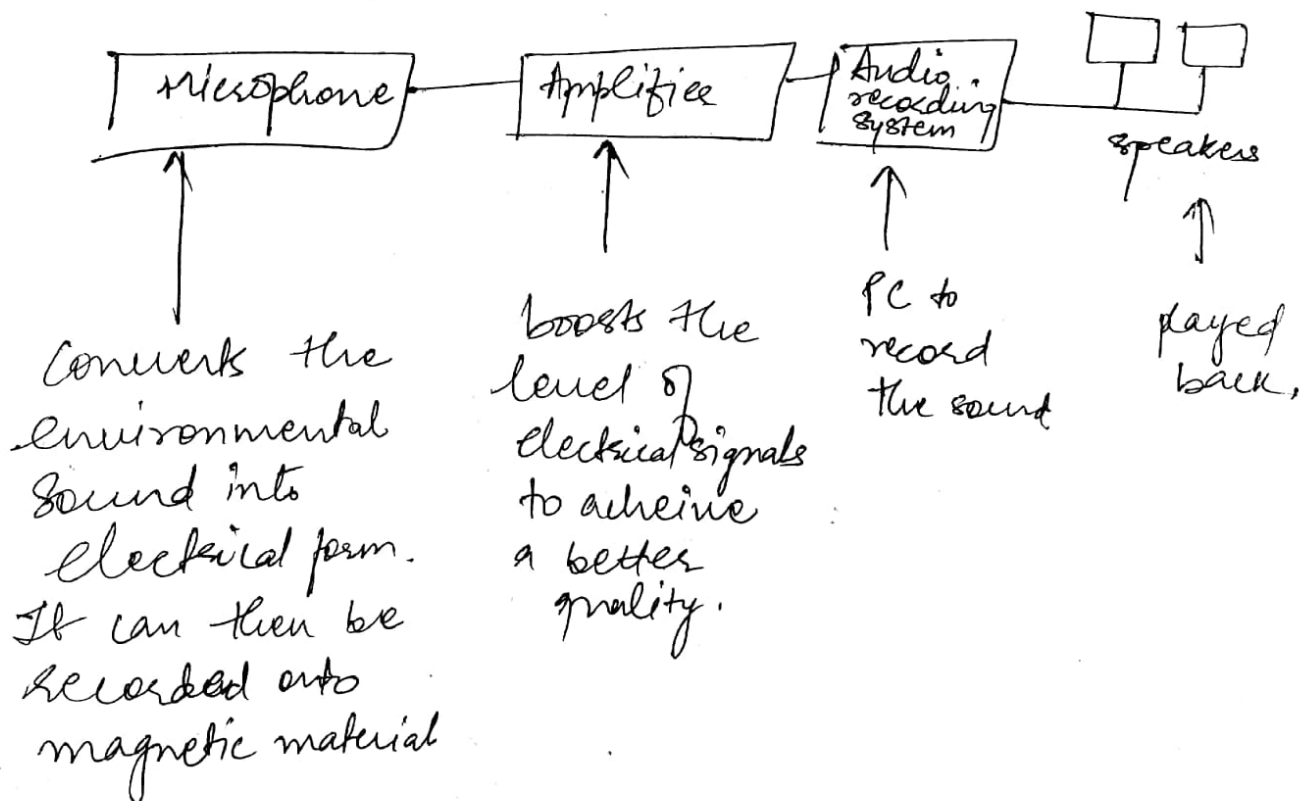 Microphone
Amplifier
Audio
recording
system
speakers
Converts the
environmental
sound into
electrical form.
It can then be
recorded onto
magnetic material
boosts the
level of
electrical signals
to acheive
a better
quality.
PC to
record
the sound
played
back.